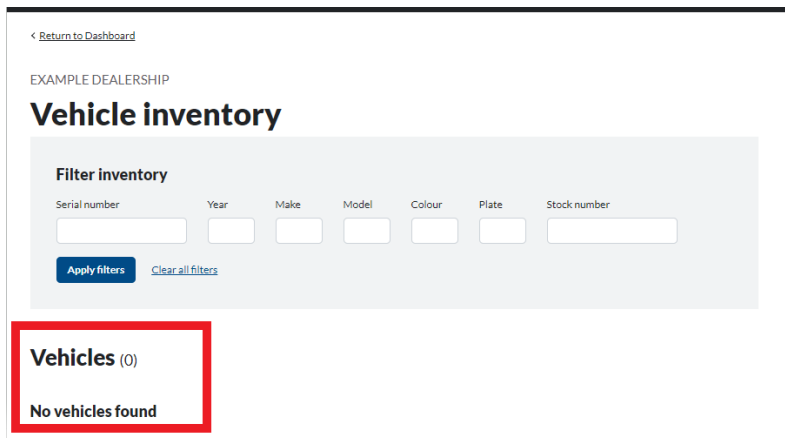 < Return to Dashboard
EXAMPLE DEALERSHIP
Vehicle inventory
Filter inventory
Serial number Year Make Model Colour Plate Stock number
Apply filters Clear all filters
Vehicles (0)
No vehicles found